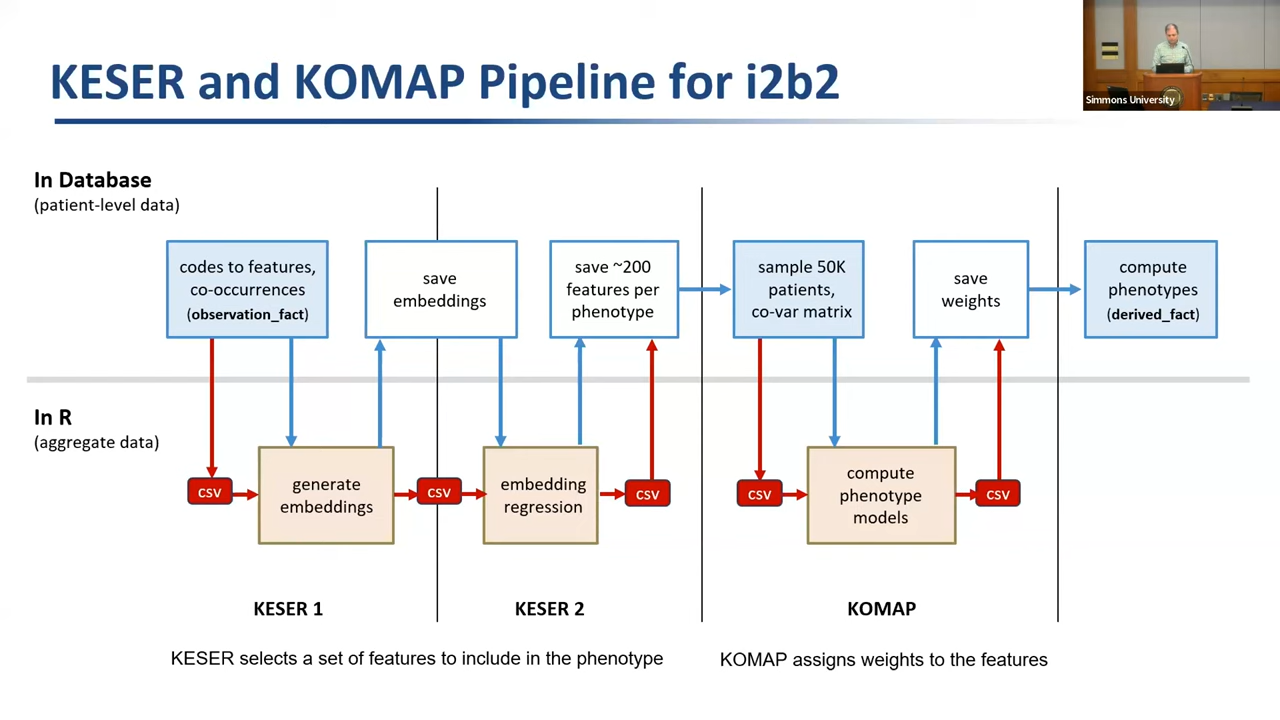 KESER and KOMAP Pipeline for i2b2
Simmons University
In Database
(patient-level data)
codes to features,
co-occurrences
(observation_fact)
save
embeddings
save ~200
features per
phenotype
sample 50K
patients,
co-var matrix
save
weights
compute
phenotypes
(derived_fact)
In R
(aggregate data)
csv
generate
embeddings
csv
embedding
regression
csv
csv
compute
phenotype
models
csv
KESER 1
KESER 2
KOMAP
KESER selects a set of features to include in the phenotype
KOMAP assigns weights to the features